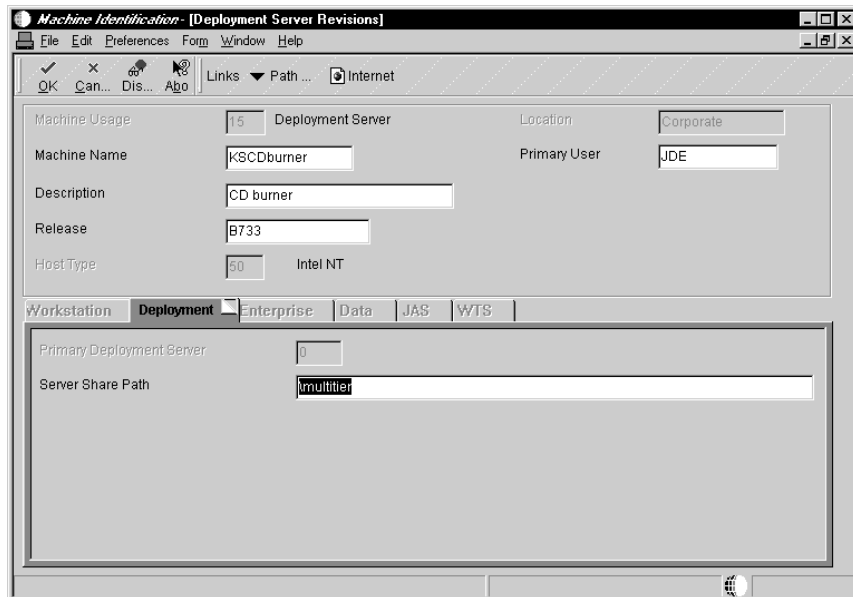 Machine Identification - [Deployment Server Revisions]
File Edit Preferences Form Window Help
OK Can... Dis... Abo Links Path ... Internet
Machine Usage 15 Deployment Server Location Corporate
Machine Name KSCDburner Primary User JDE
Description CD burner
Release B733
Host Type 50 Intel NT
Workstation Deployment Enterprise Data JAS WTS
Primary Deployment Server 0
Server Share Path \multitier